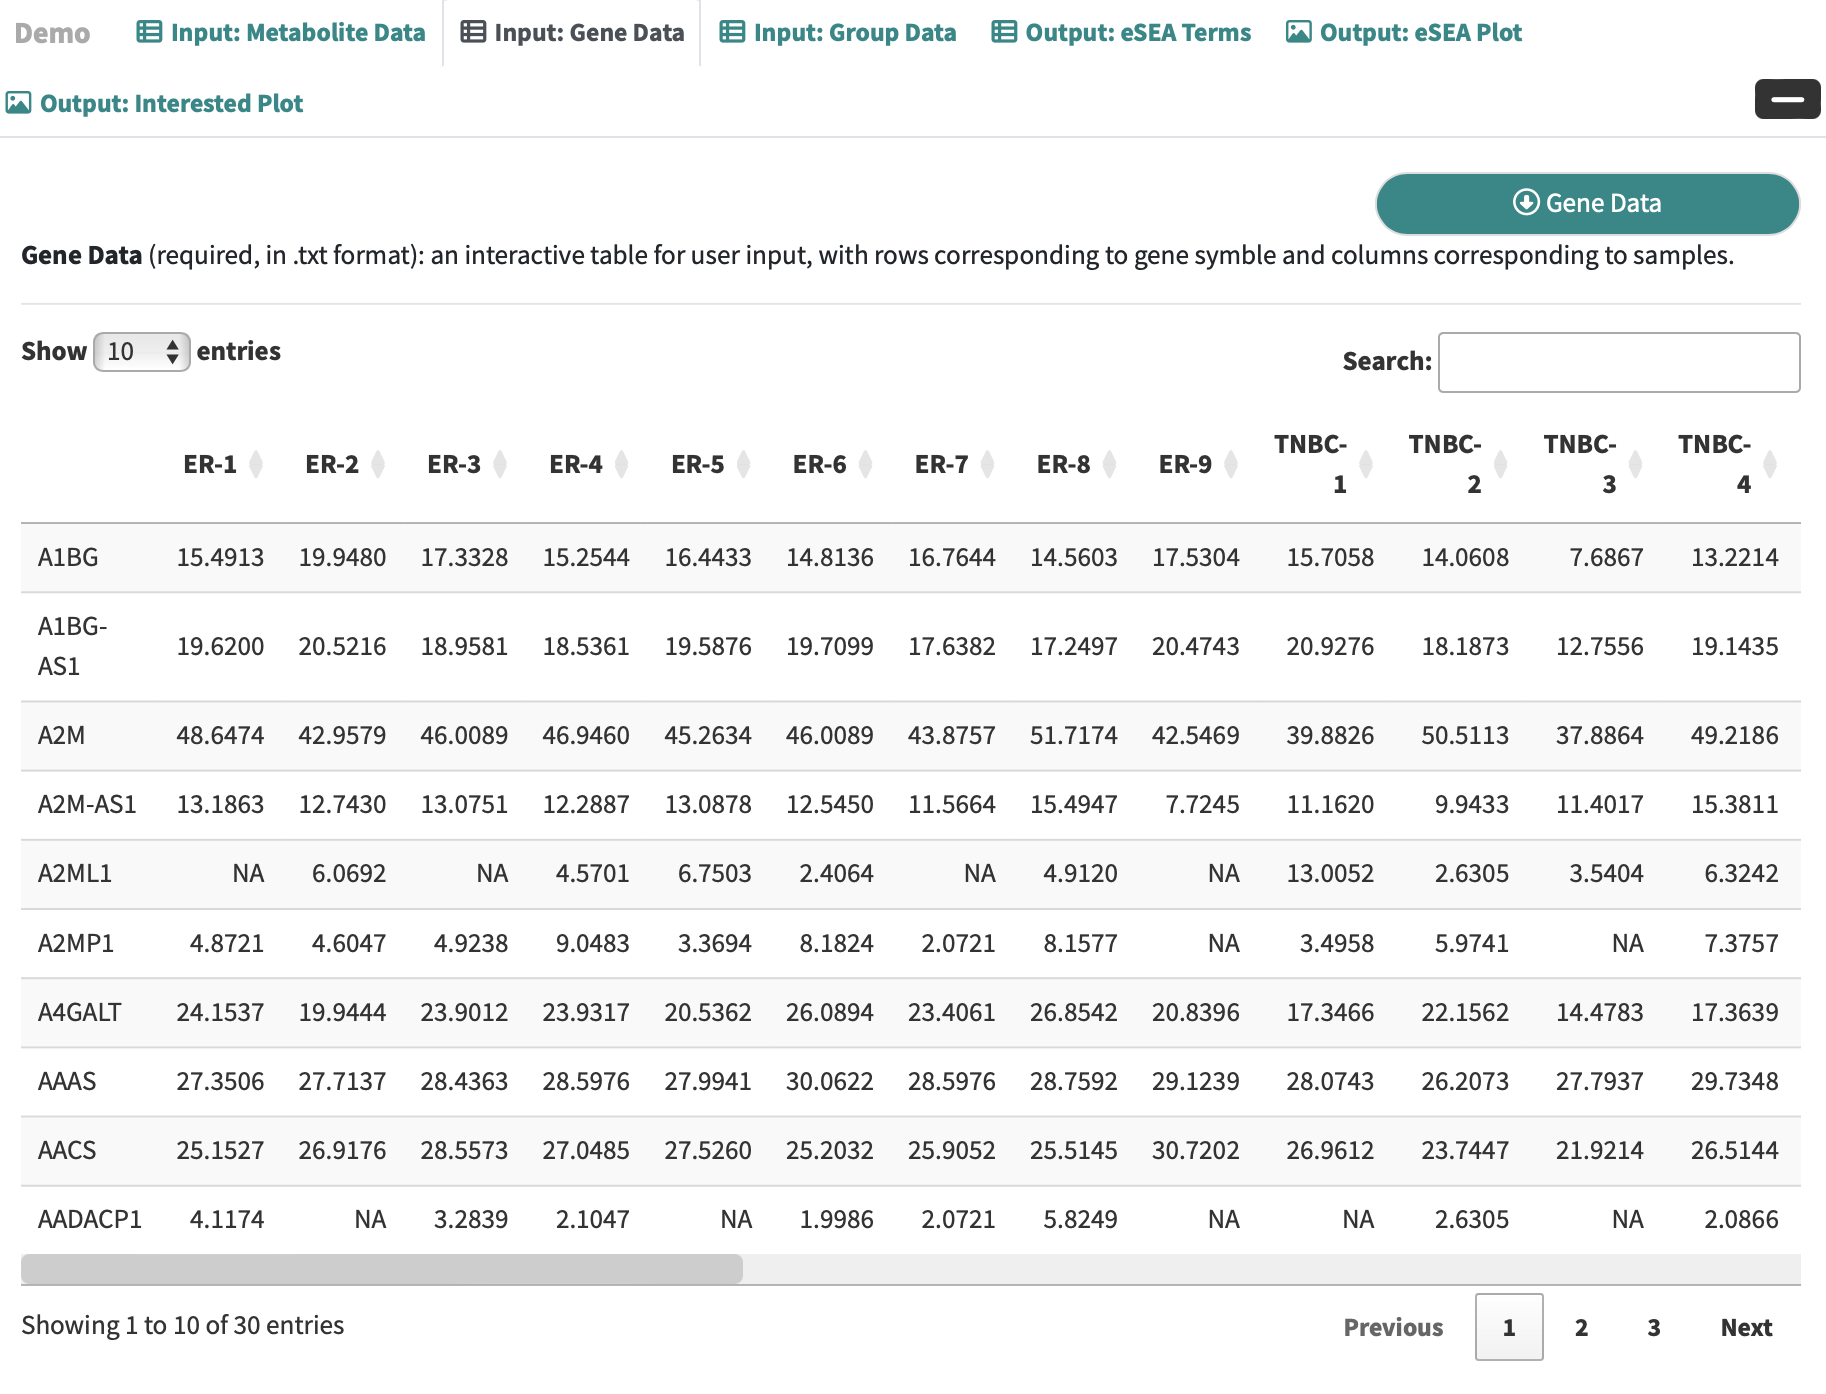 Demo Input: Metabolite Data Input: Gene Data Input: Group Data Output: eSEA Terms Output: eSEA Plot
Output: Interested Plot
Gene Data
Gene Data (required, in .txt format): an interactive table for user input, with rows corresponding to gene symble and columns corresponding to samples.
Show 10 entries
Search:
ER-1 ER-2 ER-3 ER-4 ER-5 ER-6 ER-7 ER-8 ER-9 TNBC-1 TNBC-2 TNBC-3 TNBC-4
A1BG 15.4913 19.9480 17.3328 15.2544 16.4433 14.8136 16.7644 14.5603 17.5304 15.7058 14.0608 7.6867 13.2214
A1BG-AS1 19.6200 20.5216 18.9581 18.5361 19.5876 19.7099 17.6382 17.2497 20.4743 20.9276 18.1873 12.7556 19.1435
A2M 48.6474 42.9579 46.0089 46.9460 45.2634 46.0089 43.8757 51.7174 42.5469 39.8826 50.5113 37.8864 49.2186
A2M-AS1 13.1863 12.7430 13.0751 12.2887 13.0878 12.5450 11.5664 15.4947 7.7245 11.1620 9.9433 11.4017 15.3811
A2ML1 NA 6.0692 NA 4.5701 6.7503 2.4064 NA 4.9120 NA 13.0052 2.6305 3.5404 6.3242
A2MP1 4.8721 4.6047 4.9238 9.0483 3.3694 8.1824 2.0721 8.1577 NA 3.4958 5.9741 NA 7.3757
A4GALT 24.1537 19.9444 23.9012 23.9317 20.5362 26.0894 23.4061 26.8542 20.8396 17.3466 22.1562 14.4783 17.3639
AAAS 27.3506 27.7137 28.4363 28.5976 27.9941 30.0622 28.5976 28.7592 29.1239 28.0743 26.2073 27.7937 29.7348
AACS 25.1527 26.9176 28.5573 27.0485 27.5260 25.2032 25.9052 25.5145 30.7202 26.9612 23.7447 21.9214 26.5144
AADACP1 4.1174 NA 3.2839 2.1047 NA 1.9986 2.0721 5.8249 NA NA 2.6305 NA 2.0866
Showing 1 to 10 of 30 entries
Previous 1 2 3 Next